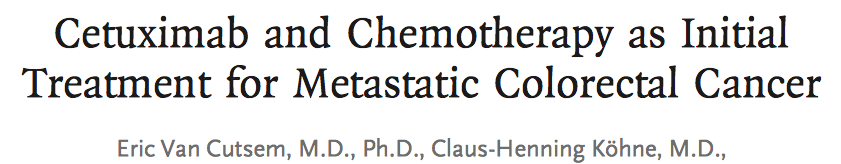 Cetuximab and Chemotherapy as Initial
Treatment for Metastatic Colorectal Cancer
Eric Van Cutsem, M.D., Ph.D., Claus-Henning Köhne, M.D.,